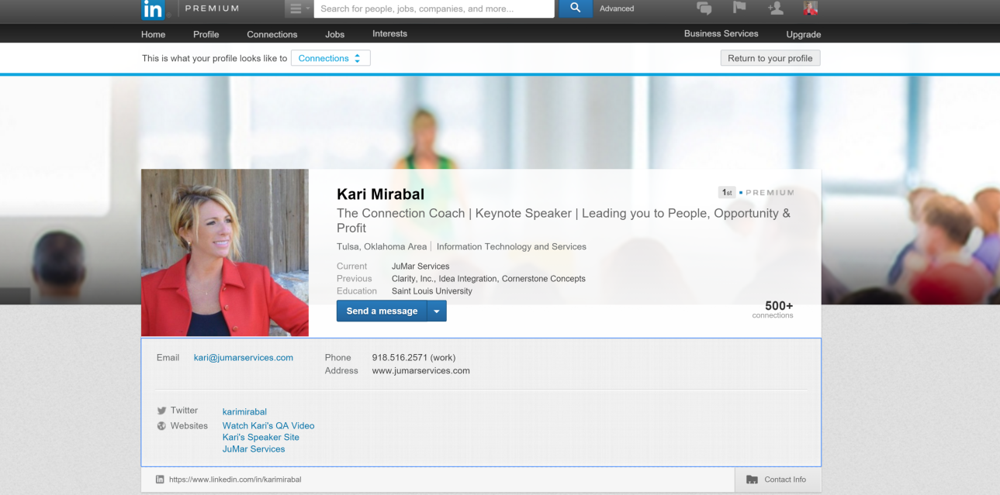 in PREMIUM Search for people, jobs, companies, and more... Advanced
Home Profile Connections Jobs Interests Business Services Upgrade
This is what your profile looks like to Connections Return to your profile
Kari Mirabal 1st • PREMIUM
The Connection Coach | Keynote Speaker | Leading you to People, Opportunity &
Profit
Tulsa, Oklahoma Area | Information Technology and Services
Current JuMar Services
Previous Clarity, Inc., Idea Integration, Cornerstone Concepts
Education Saint Louis University
Send a message 500+
connections
Email kari@jumarservices.com Phone 918.516.2571 (work)
Address www.jumarservices.com
Twitter karimirabal
Websites Watch Kari's QA Video
Kari's Speaker Site
JuMar Services
in https://www.linkedin.com/in/karimirabal Contact Info